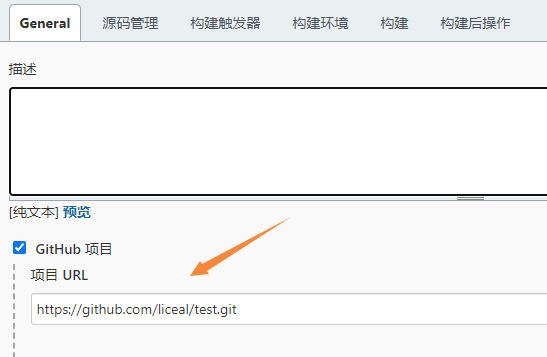 General 源码管理 构建触发器 构建环境 构建 构建后操作
描述
[纯文本] 预览
GitHub 项目
项目 URL
https://github.com/liceal/test.git